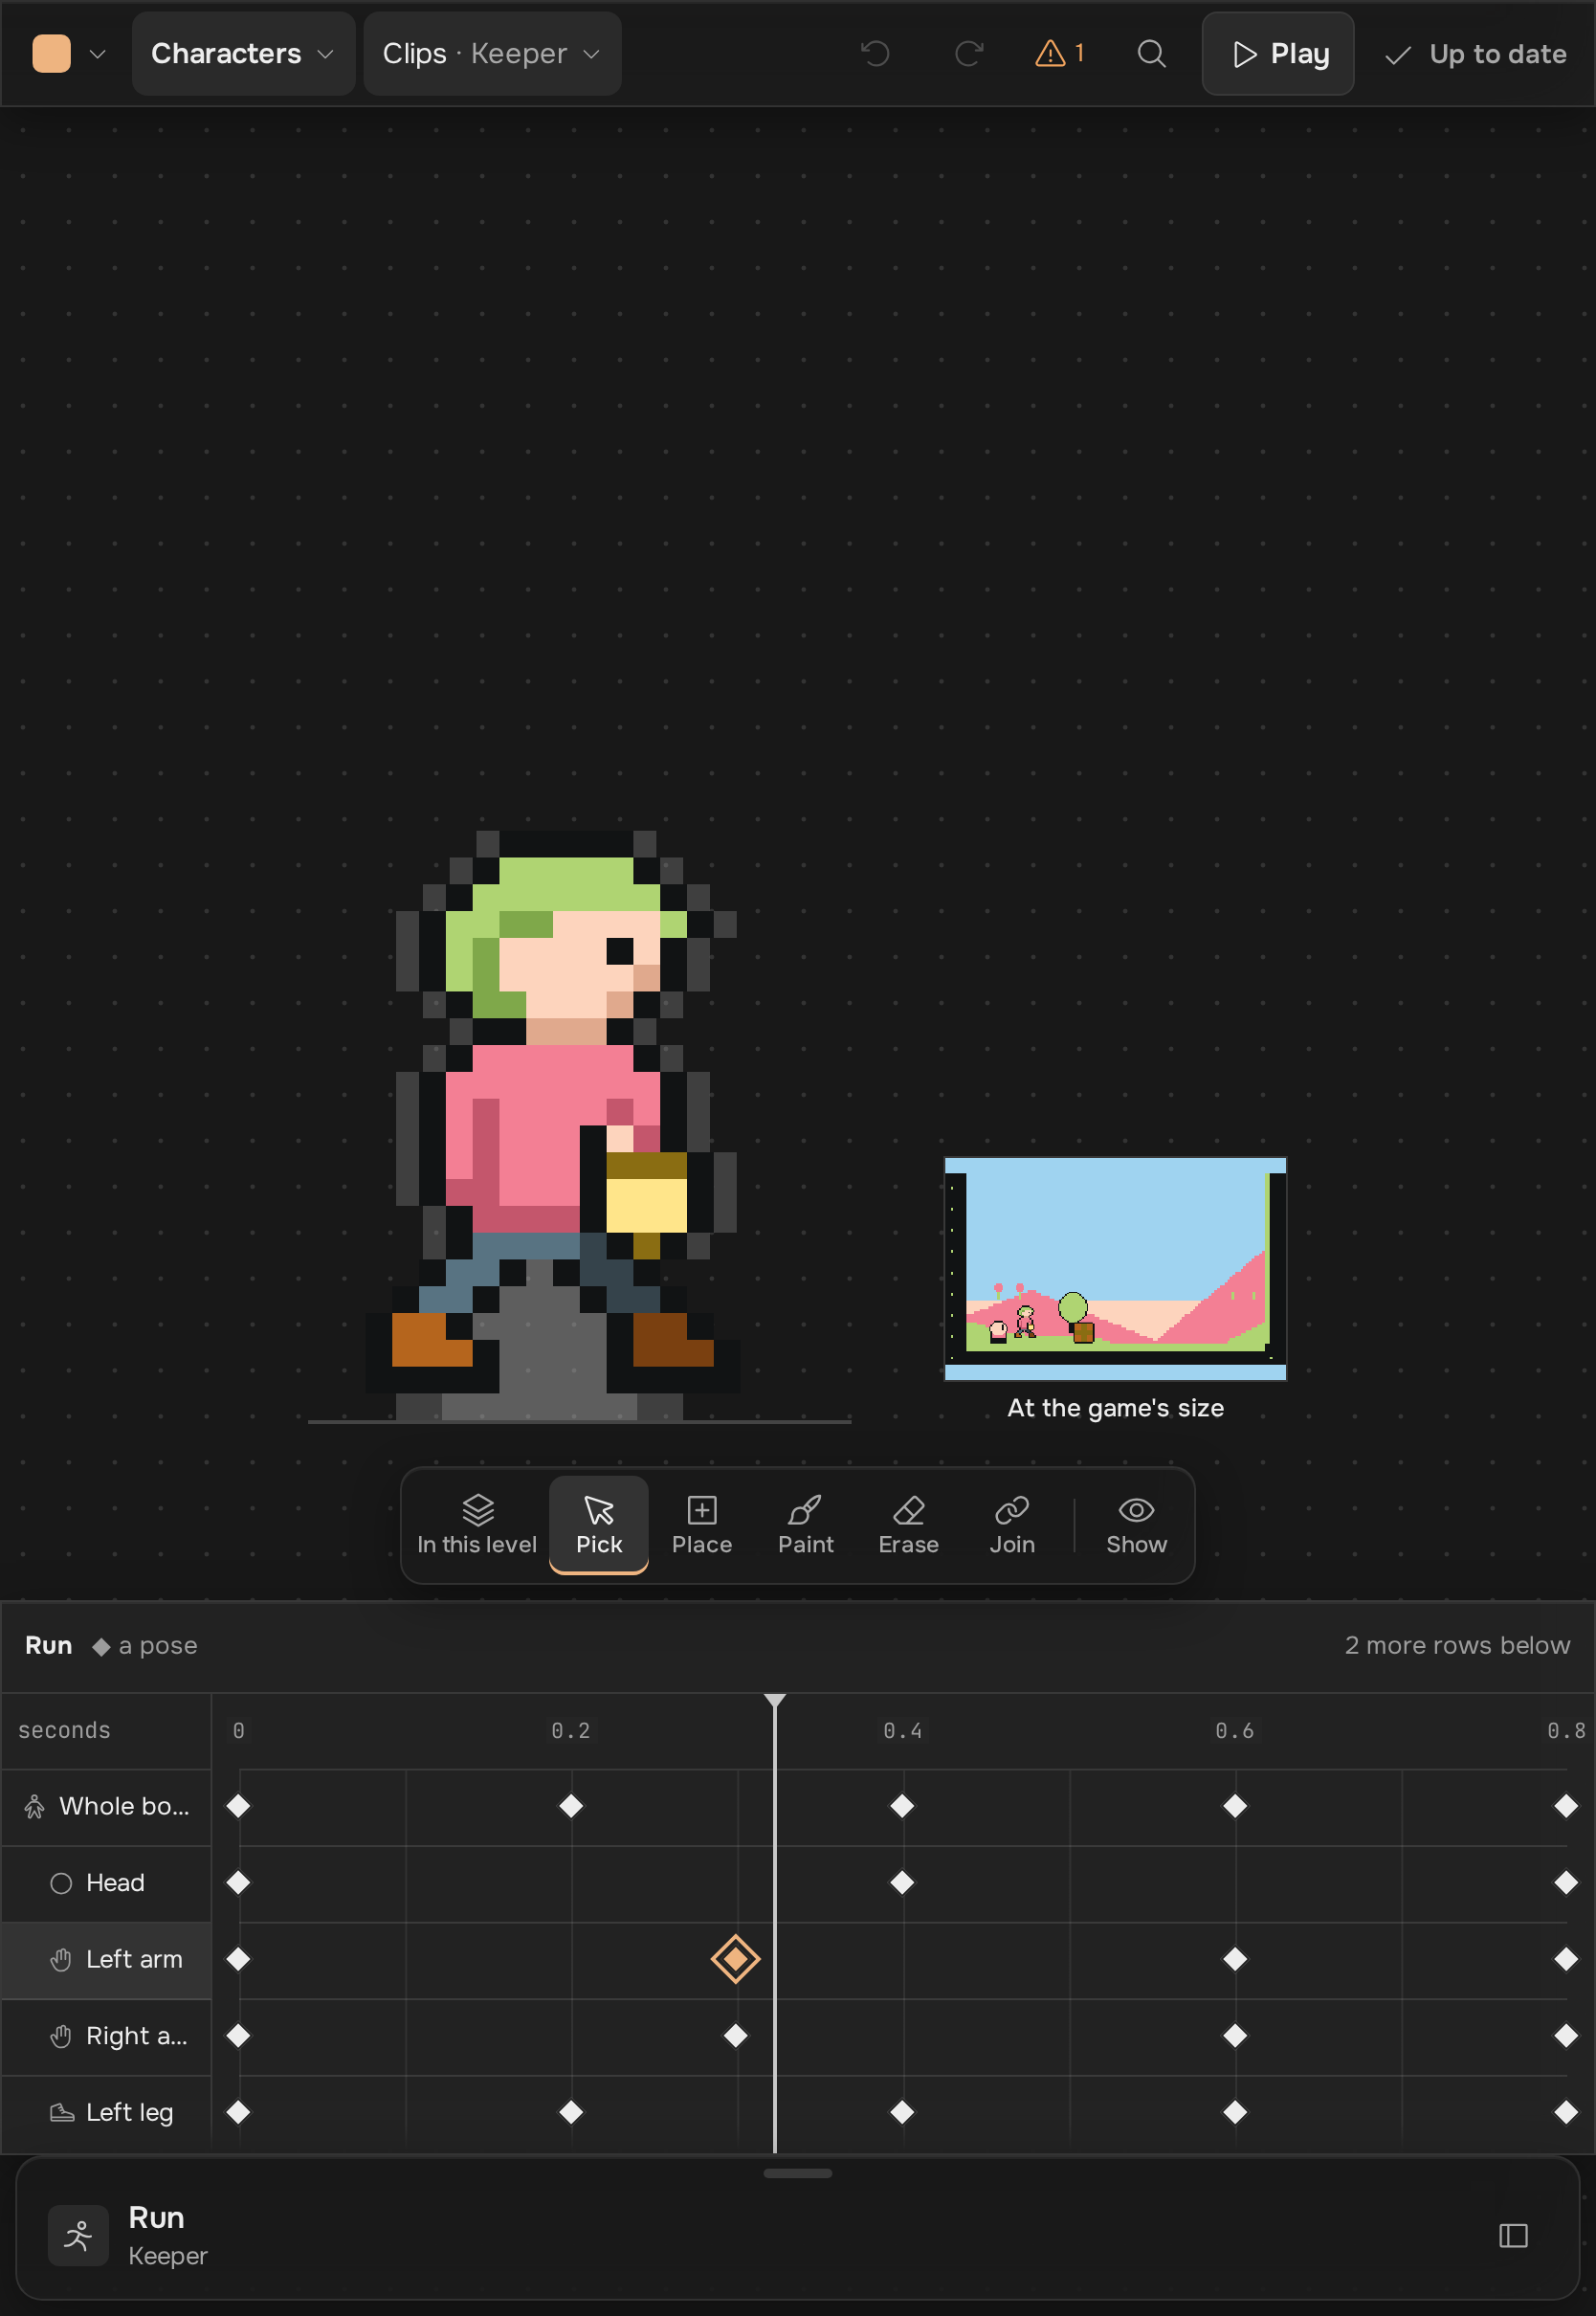 Characters
Clips · Keeper
1
Play
Up to date
At the game's size
In this level
Pick
Place
Paint
Erase
Join
Show
Run
a pose
2 more rows below
seconds
0
0.2
0.4
0.6
0.8
Whole bo...
Head
Left arm
Right a...
Left leg
Run
Keeper